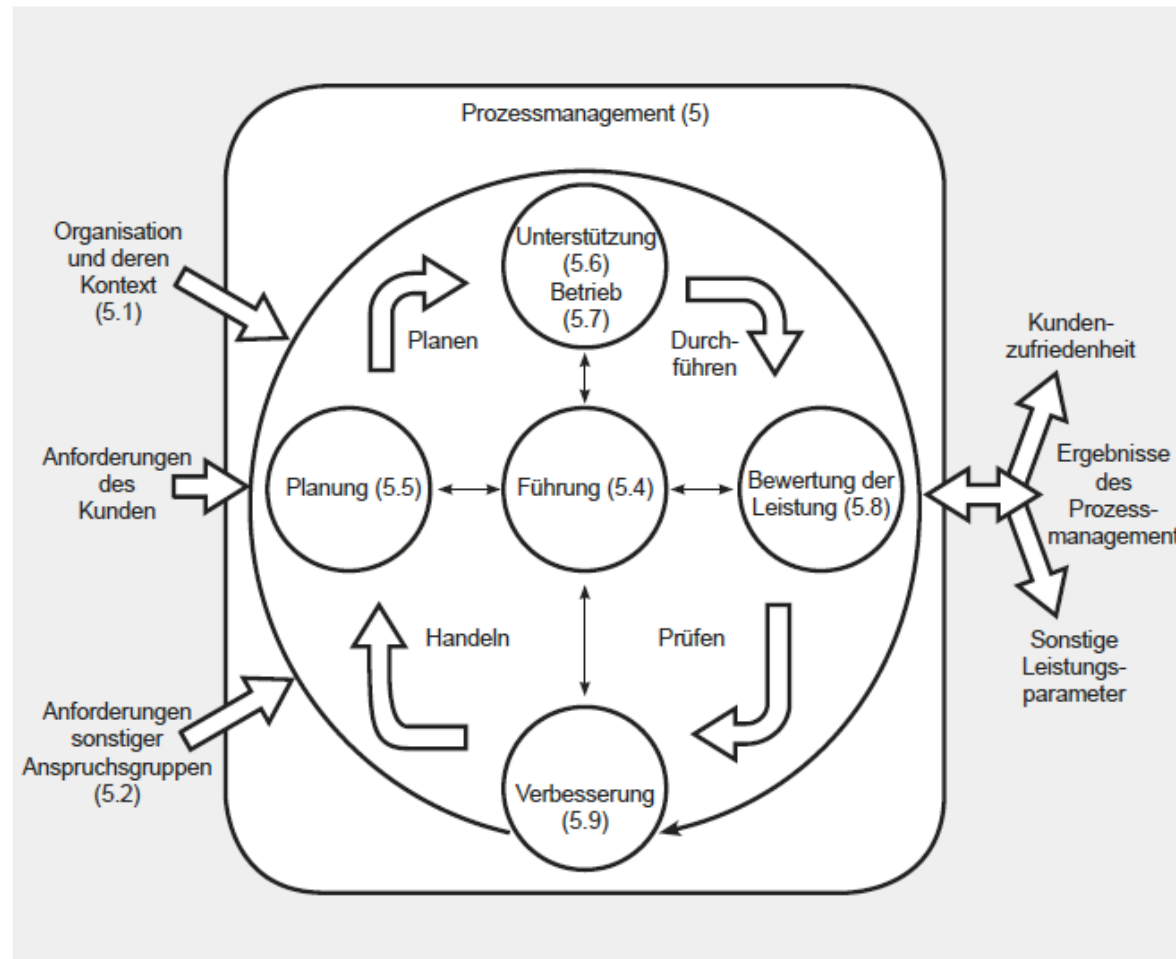 Prozessmanagement (5)
Organisation
und deren
Kontext
(5.1)
Unterstützung
(5.6)
Betrieb
(5.7)
Planen
Durch-
führen
Kunden-
zufriedenheit
Anforderungen
des
Kunden
Planung (5.5)
Führung (5.4)
Bewertung der
Leistung (5.8)
Ergebnisse
des
Prozess-
management
Handeln
Prüfen
Sonstige
Leistungs-
parameter
Anforderungen
sonstiger
Anspruchsgruppen
(5.2)
Verbesserung
(5.9)